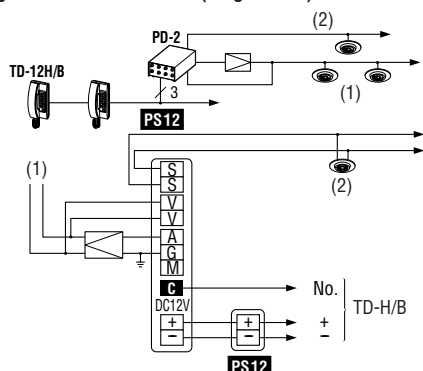 (2)
PD-2
TD-12H/B
3
(1)
PS12
(1)
S
S
(2)
V
V
A
G
M
C
No.
DC12V
TD-H/B
+ + +
− − −
PS12